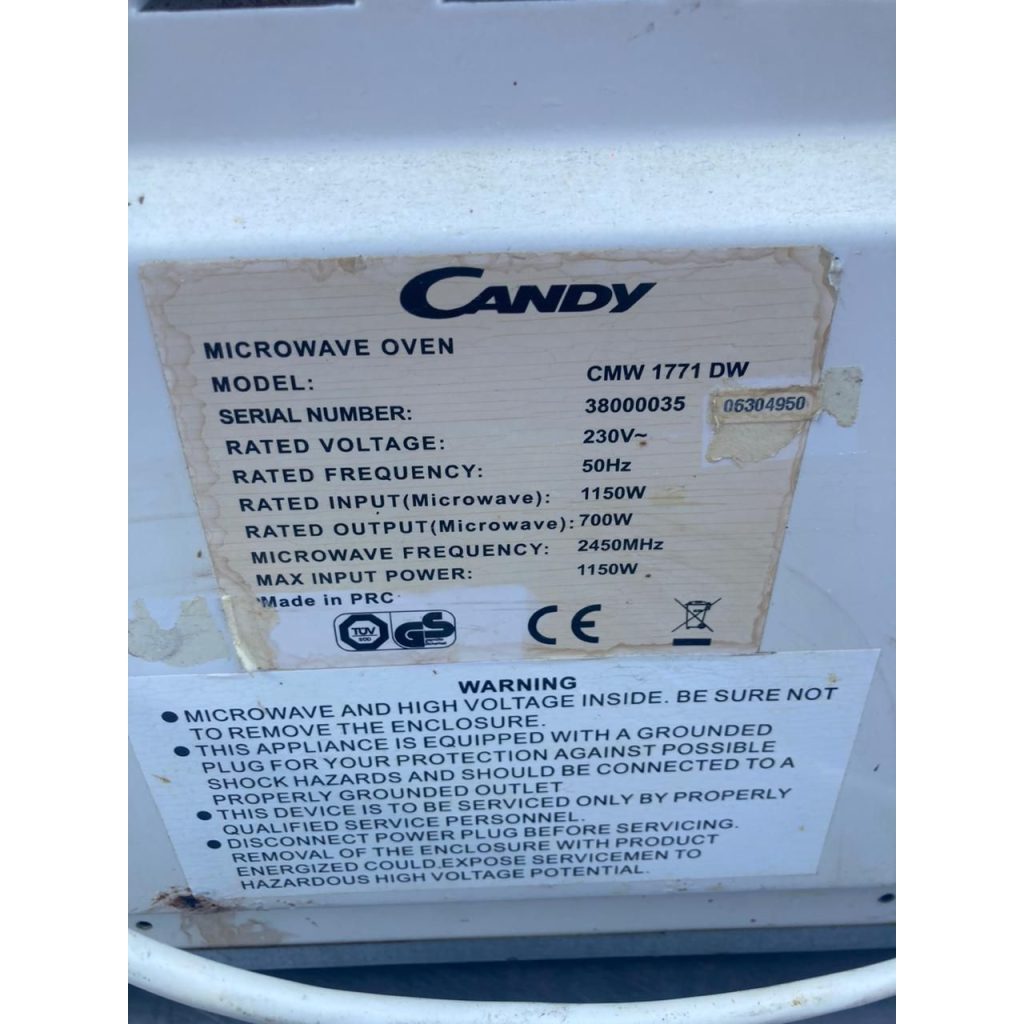 CANDY
MICROWAVE OVEN
MODEL: CMW 1771 DW
SERIAL NUMBER: 38000035 06304950
RATED VOLTAGE: 230V~
RATED FREQUENCY: 50Hz
RATED INPUT(Microwave): 1150W
RATED OUTPUT(Microwave): 700W
MICROWAVE FREQUENCY: 2450MHz
MAX INPUT POWER: 1150W
Made in PRC
TÜV GS CE
WARNING
● MICROWAVE AND HIGH VOLTAGE INSIDE. BE SURE NOT
TO REMOVE THE ENCLOSURE.
● THIS APPLIANCE IS EQUIPPED WITH A GROUNDED
PLUG FOR YOUR PROTECTION AGAINST POSSIBLE
SHOCK HAZARDS AND SHOULD BE CONNECTED TO A
PROPERLY GROUNDED OUTLET
● THIS DEVICE IS TO BE SERVICED ONLY BY PROPERLY
QUALIFIED SERVICE PERSONNEL.
● DISCONNECT POWER PLUG BEFORE SERVICING.
REMOVAL OF THE ENCLOSURE WITH PRODUCT
ENERGIZED COULD.EXPOSE SERVICEMEN TO
HAZARDOUS HIGH VOLTAGE POTENTIAL.